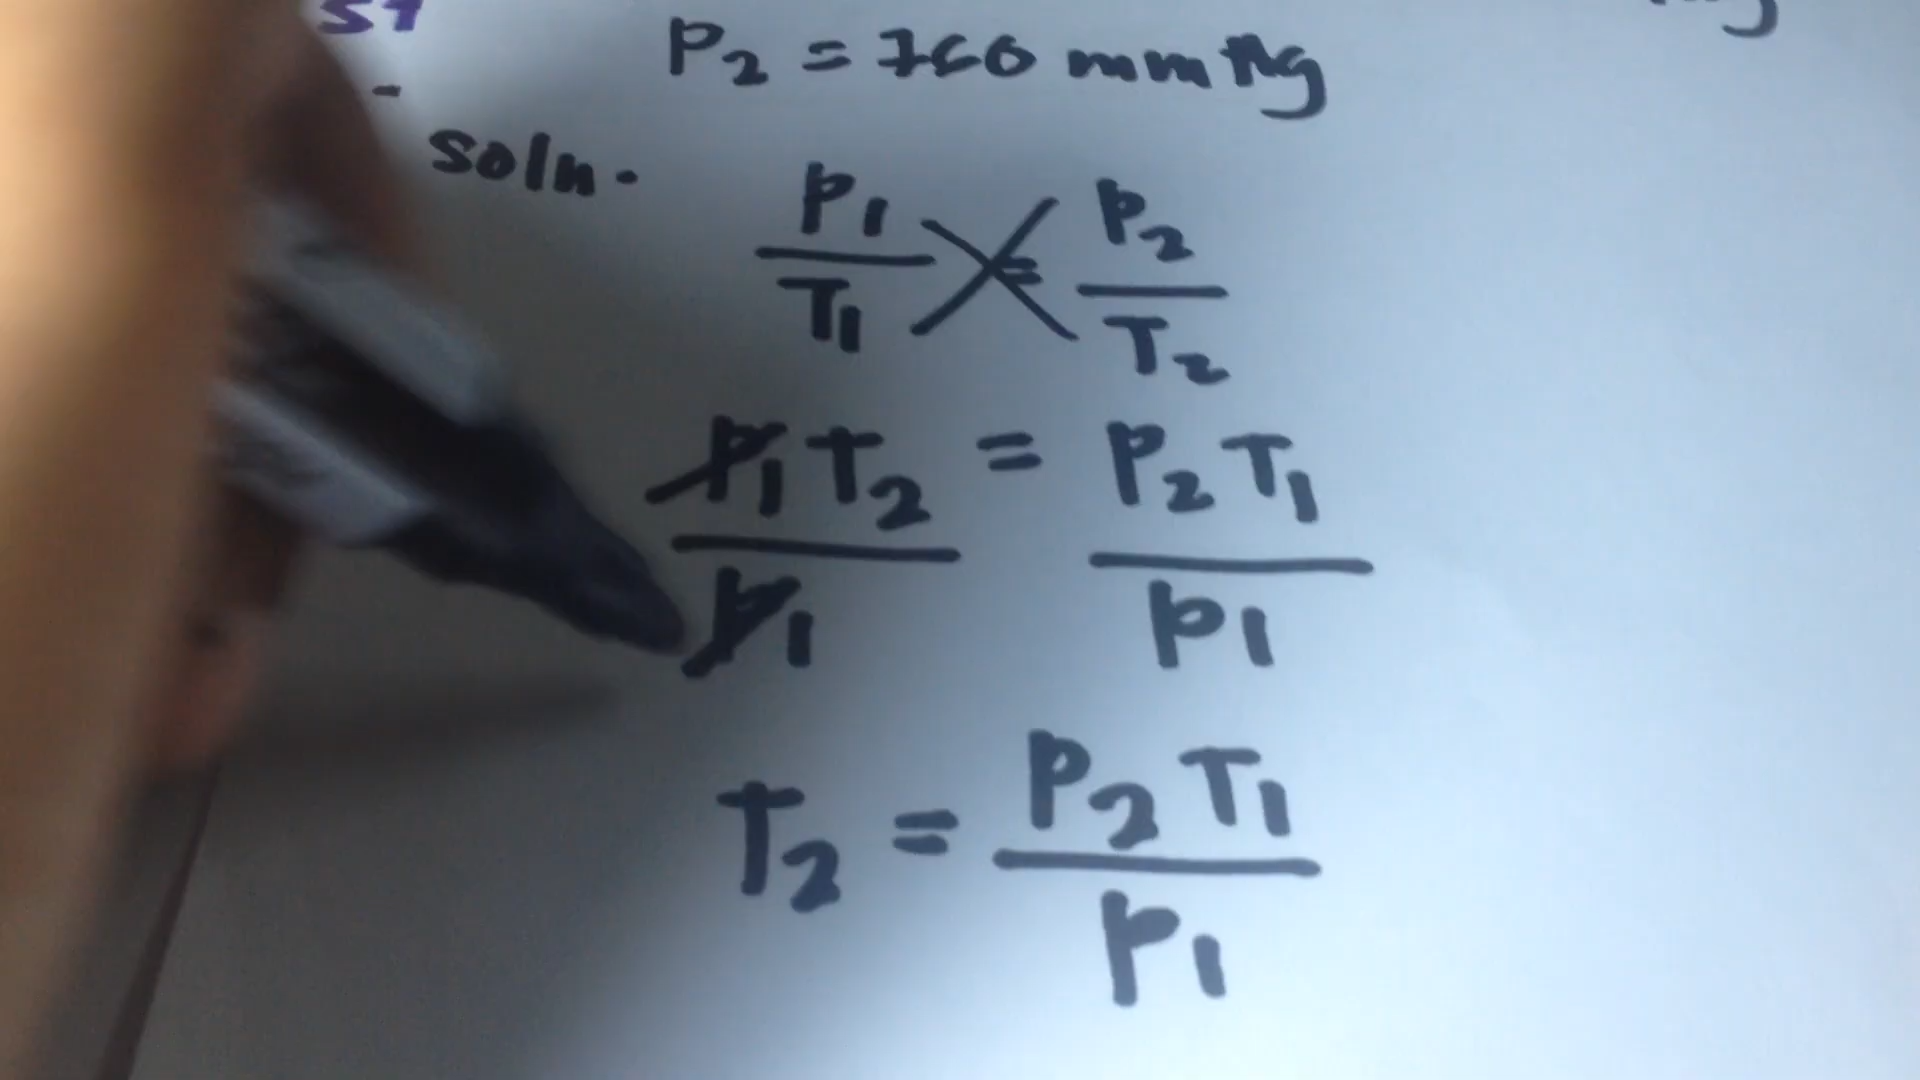 P2 = 760 mmHg
soln.
P1/T1 = P2/T2
P1T2/P1 = P2T1/P1
T2 = P2T1/P1